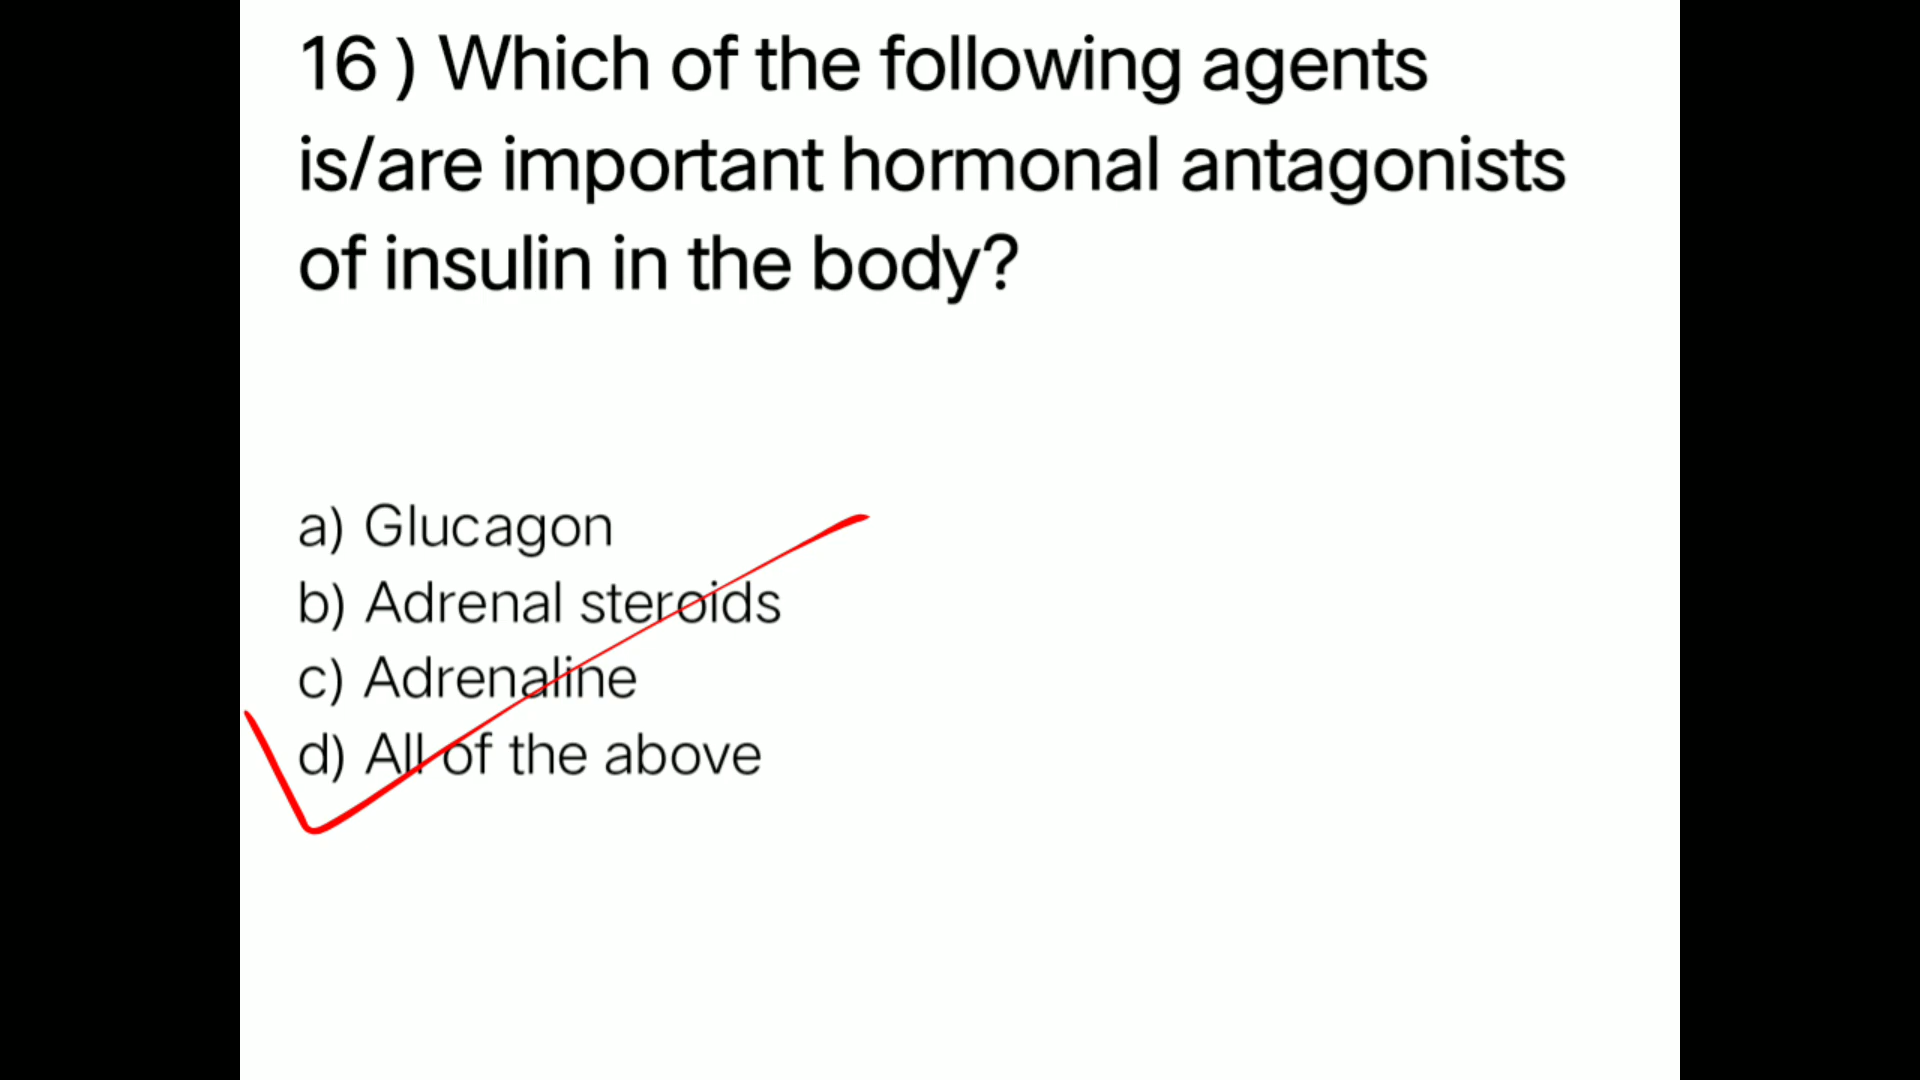 16 ) Which of the following agents
is/are important hormonal antagonists
of insulin in the body?
a) Glucagon
b) Adrenal steroids
c) Adrenaline
d) All of the above